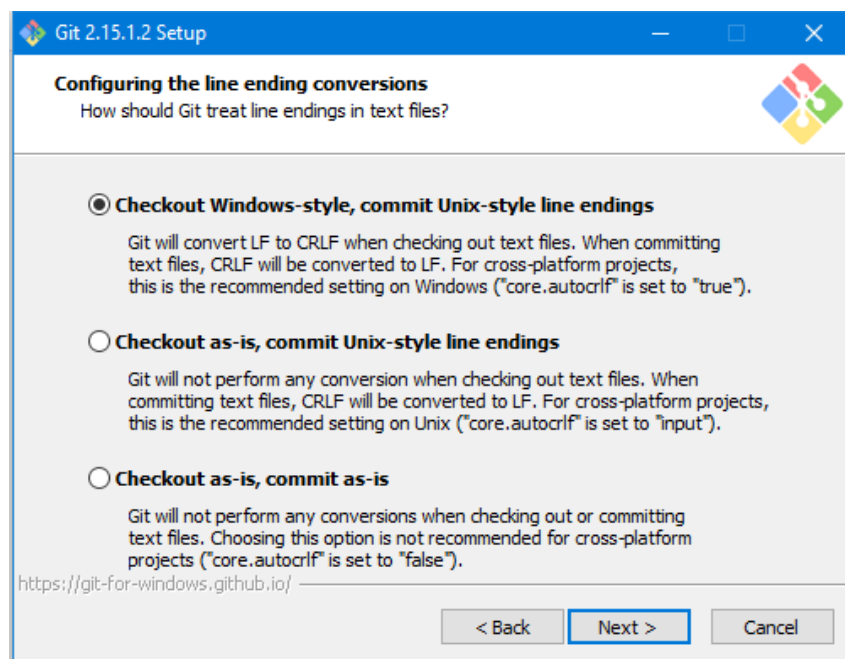 Git 2.15.1.2 Setup
Configuring the line ending conversions
How should Git treat line endings in text files?
Checkout Windows-style, commit Unix-style line endings
Git will convert LF to CRLF when checking out text files. When committing
text files, CRLF will be converted to LF. For cross-platform projects,
this is the recommended setting on Windows ("core.autocrlf" is set to "true").
Checkout as-is, commit Unix-style line endings
Git will not perform any conversion when checking out text files. When
committing text files, CRLF will be converted to LF. For cross-platform projects,
this is the recommended setting on Unix ("core.autocrlf" is set to "input").
Checkout as-is, commit as-is
Git will not perform any conversions when checking out or committing
text files. Choosing this option is not recommended for cross-platform
projects ("core.autocrlf" is set to "false").
https://git-for-windows.github.io/
< Back Next > Cancel